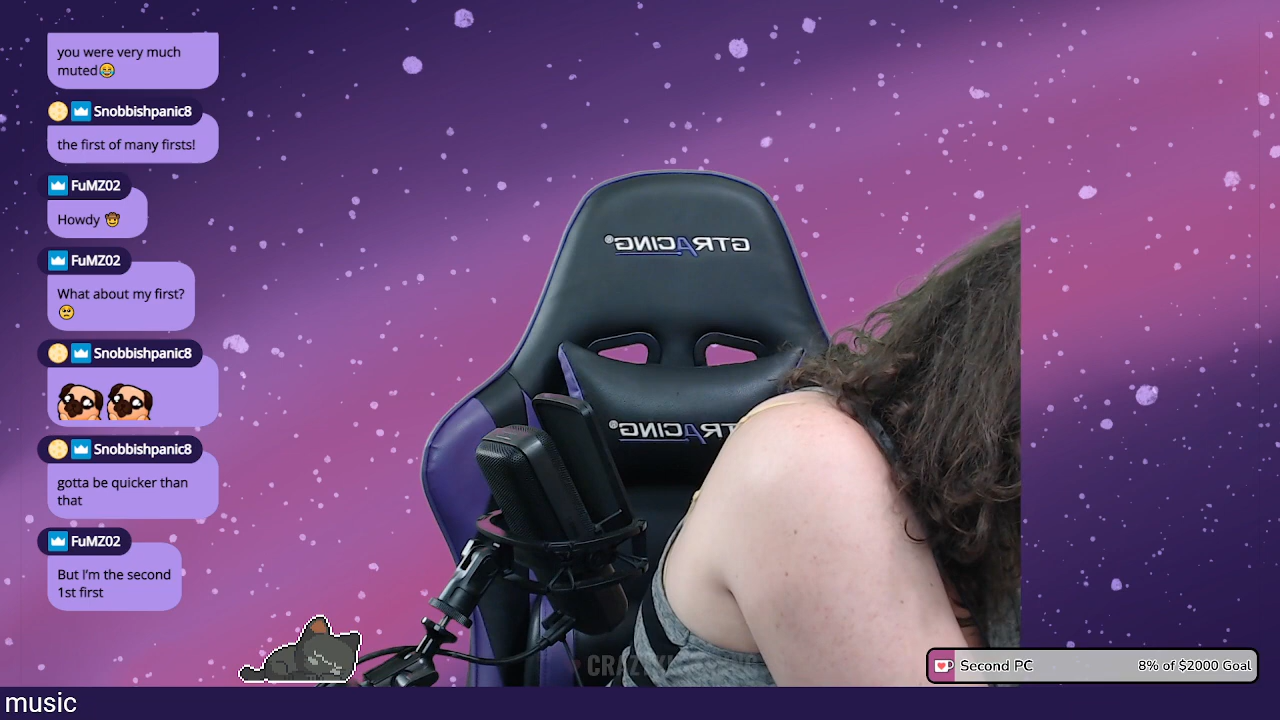 you were very much
muted😂
Snobbishpanic8
the first of many firsts!
FuMZ02
Howdy 🤠
FuMZ02
What about my first?
🥺
Snobbishpanic8
Snobbishpanic8
gotta be quicker than
that
FuMZ02
But I'm the second
1st first
GTRACING®
GTRACING®
Second PC 8% of $2000 Goal
music